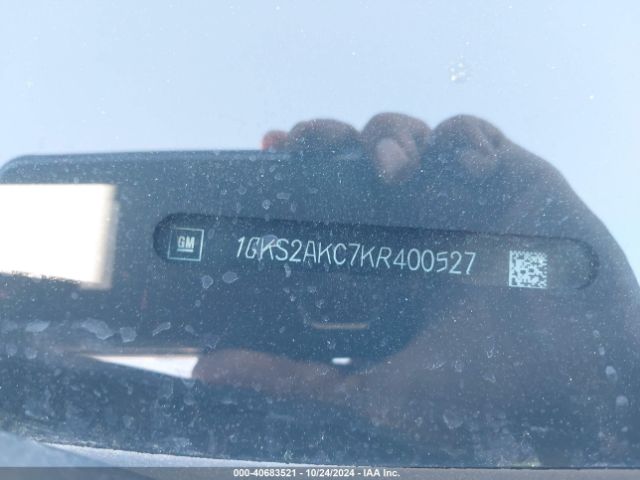 GM
1GKS2AKC7KR400527
000-40683521 - 10/24/2024 - IAA Inc.